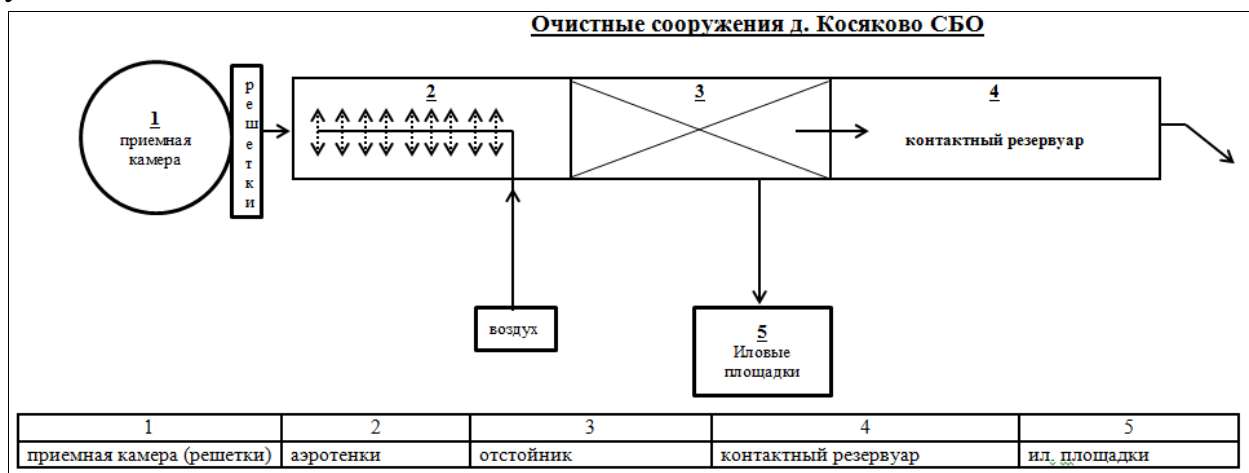 Очистные сооружения д. Косяково СБО
1
приемная
камера
решетки
2
3
4
контактный резервуар
воздух
5
Иловые
площадки
1 2 3 4 5
приемная камера (решетки) аэротенки отстойник контактный резервуар ил. площадки